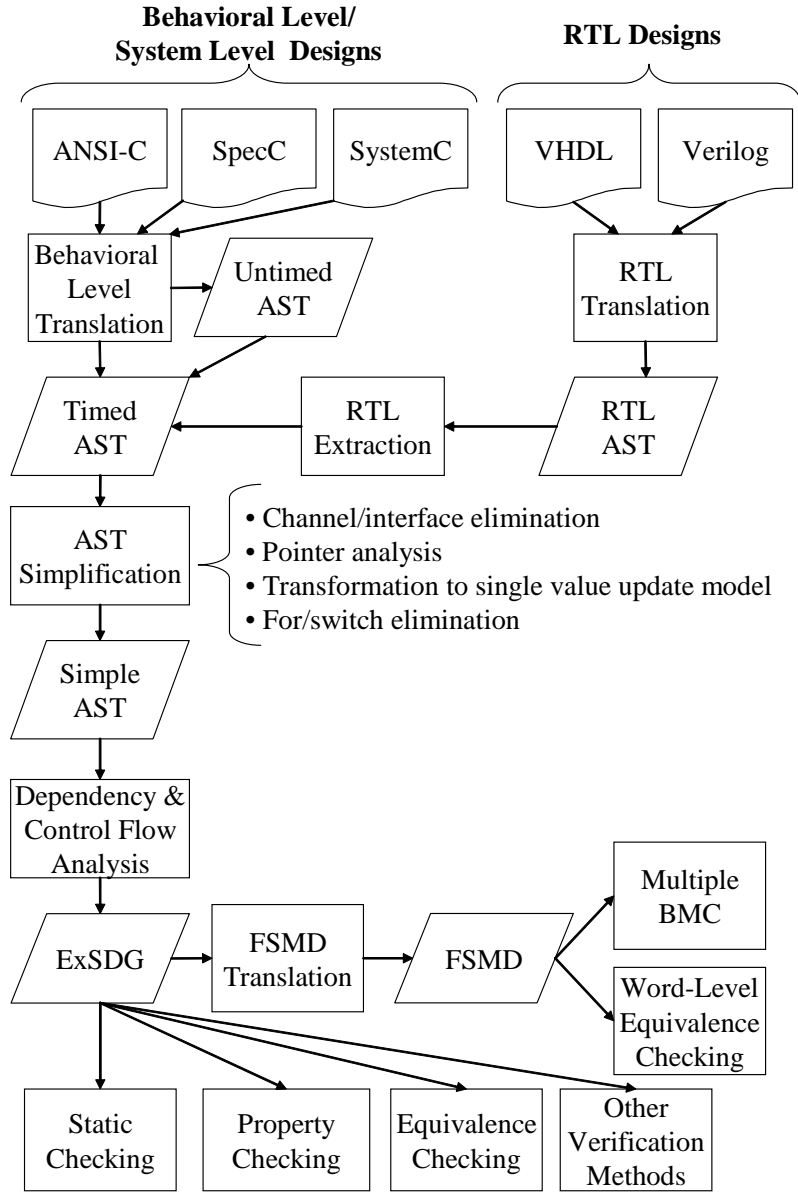 Behavioral Level/
System Level Designs
RTL Designs
ANSI-C
SpecC
SystemC
VHDL
Verilog
Behavioral
Level
Translation
Untimed
AST
RTL
Translation
Timed
AST
RTL
Extraction
RTL
AST
AST
Simplification
• Channel/interface elimination
• Pointer analysis
• Transformation to single value update model
• For/switch elimination
Simple
AST
Dependency &
Control Flow
Analysis
ExSDG
FSMD
Translation
FSMD
Multiple
BMC
Word-Level
Equivalence
Checking
Static
Checking
Property
Checking
Equivalence
Checking
Other
Verification
Methods